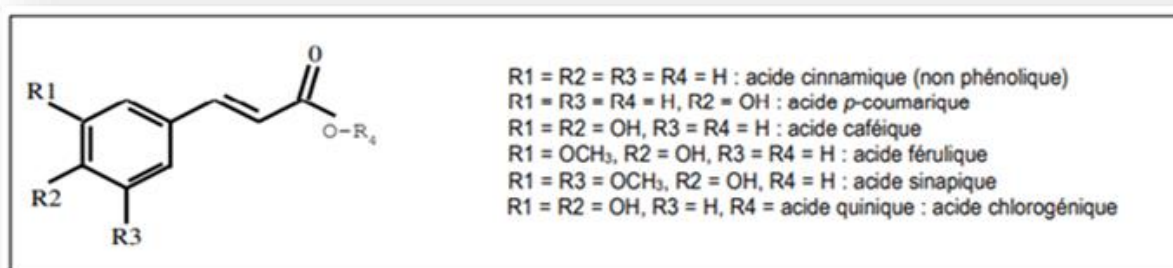 R1
R2
R3
O
O-R₄
R1 = R2 = R3 = R4 = H : acide cinnamique (non phénolique)
R1 = R3 = R4 = H, R2 = OH : acide p-coumarique
R1 = R2 = OH, R3 = R4 = H : acide caféique
R1 = OCH₃, R2 = OH, R3 = R4 = H : acide férulique
R1 = R3 = OCH₃, R2 = OH, R4 = H : acide sinapique
R1 = R2 = OH, R3 = H, R4 = acide quinique : acide chlorogénique